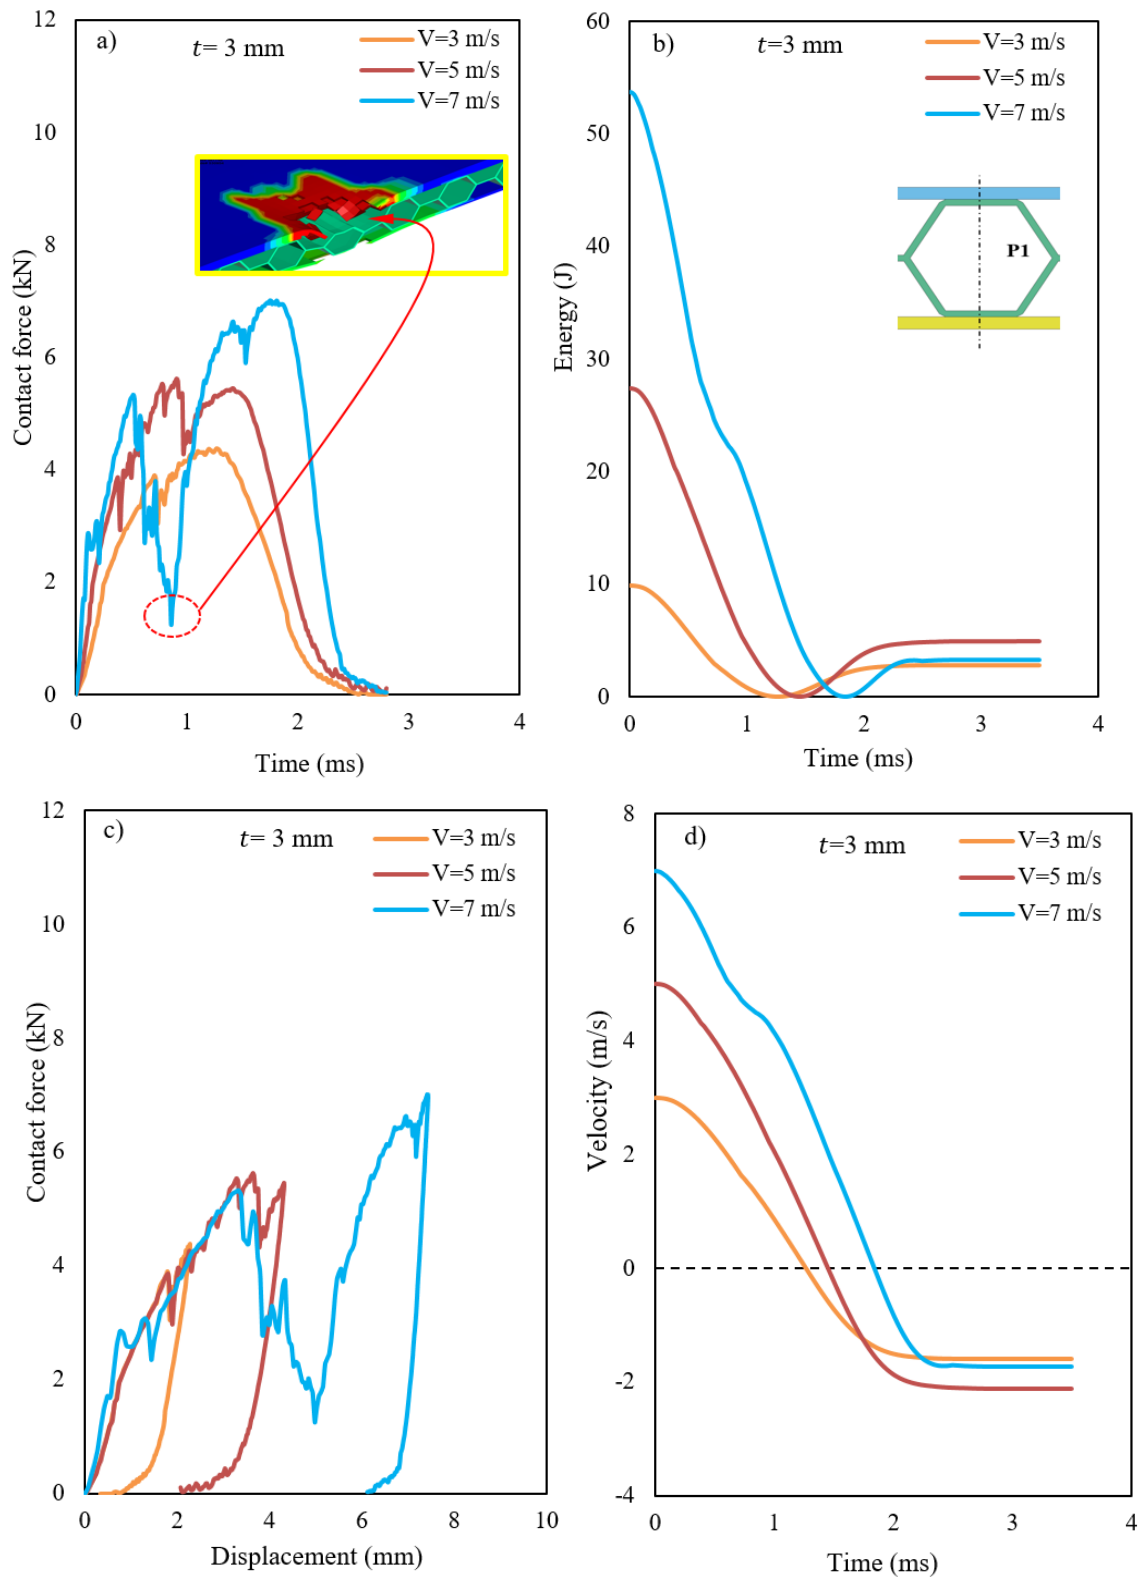 a)
t= 3 mm
V=3 m/s
V=5 m/s
V=7 m/s
12
10
8
6
4
2
0
Contact force (kN)
0 1 2 3 4
Time (ms)
b)
t=3 mm
V=3 m/s
V=5 m/s
V=7 m/s
P1
60
50
40
30
20
10
0
Energy (J)
0 1 2 3 4
Time (ms)
c)
t= 3 mm
V=3 m/s
V=5 m/s
V=7 m/s
12
10
8
6
4
2
0
Contact force (kN)
0 2 4 6 8 10
Displacement (mm)
d)
t=3 mm
V=3 m/s
V=5 m/s
V=7 m/s
8
6
4
2
0
-2
-4
Velocity (m/s)
0 1 2 3 4
Time (ms)